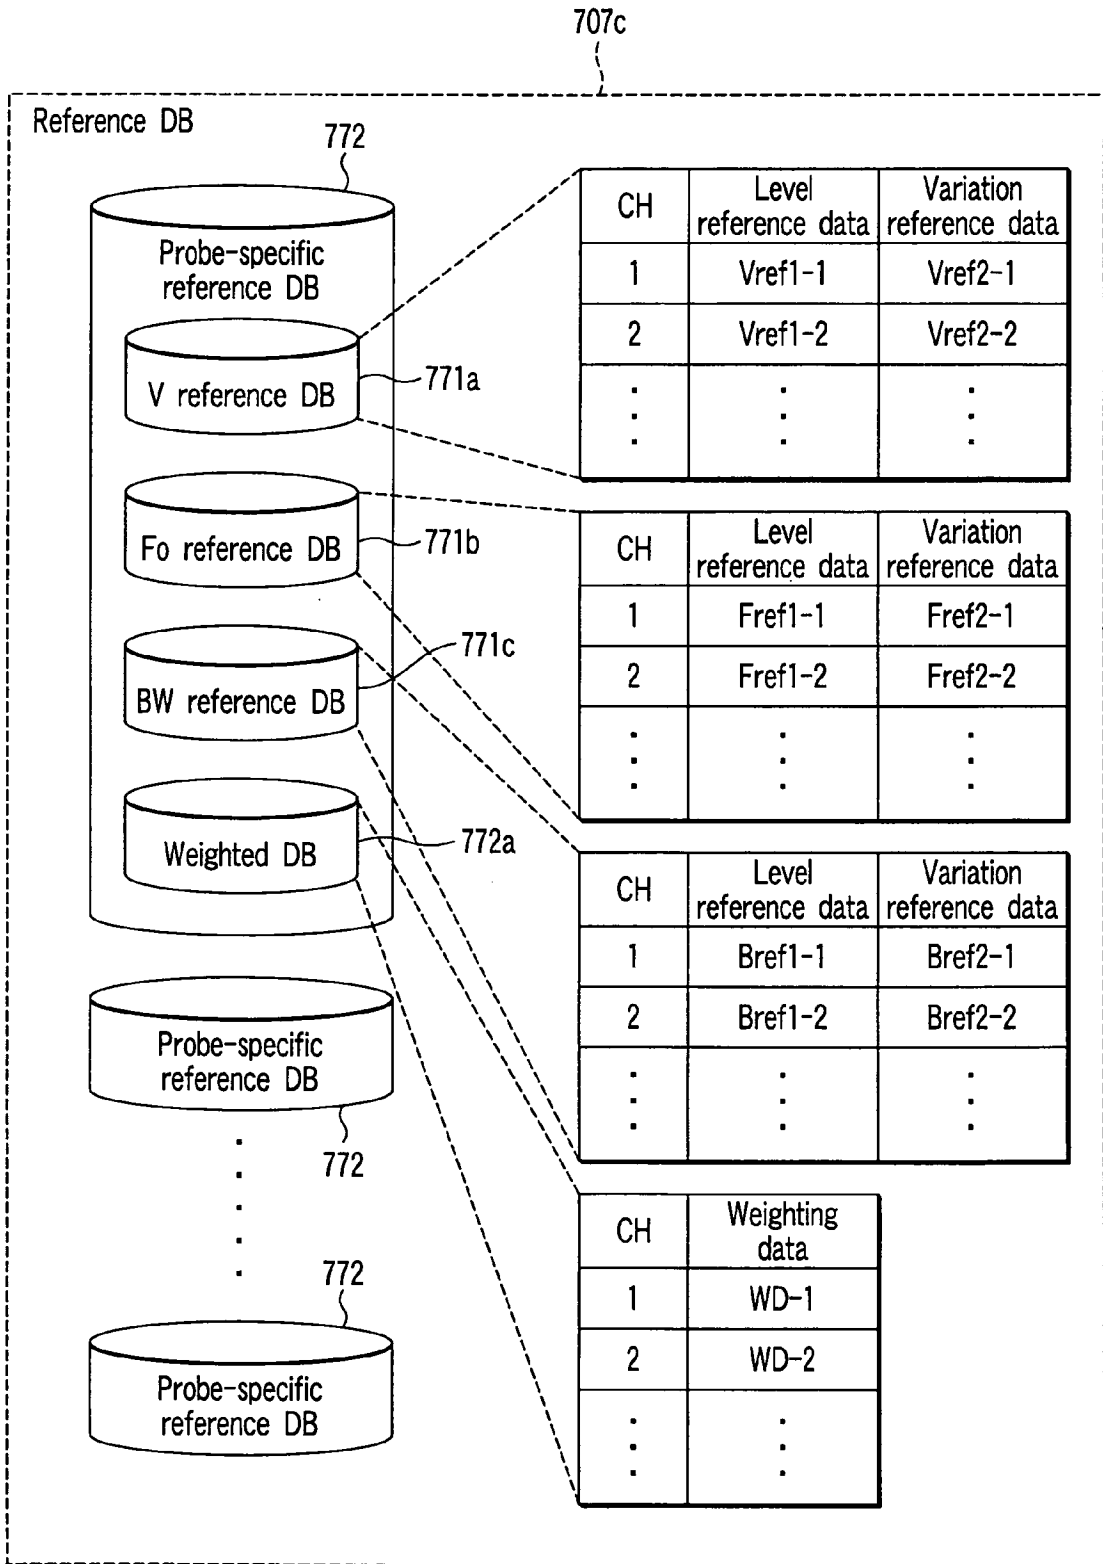 707c
Reference DB
772
Probe-specific
reference DB
V reference DB
771a
Fo reference DB
771b
BW reference DB
771c
Weighted DB
772a
Probe-specific
reference DB
772
772
Probe-specific
reference DB
CH Level reference data Variation reference data
1 Vref1-1 Vref2-1
2 Vref1-2 Vref2-2
CH Level reference data Variation reference data
1 Fref1-1 Fref2-1
2 Fref1-2 Fref2-2
CH Level reference data Variation reference data
1 Bref1-1 Bref2-1
2 Bref1-2 Bref2-2
CH Weighting data
1 WD-1
2 WD-2